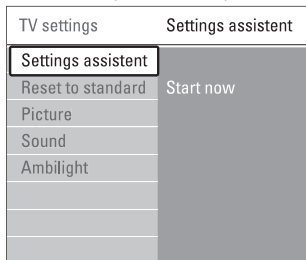 TV settings Settings assistent
Settings assistent
Reset to standard Start now
Picture
Sound
Ambilight